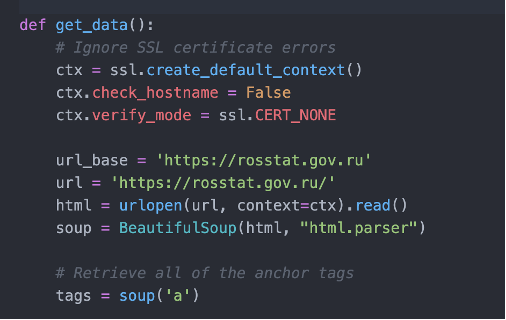 def get_data():
    # Ignore SSL certificate errors
    ctx = ssl.create_default_context()
    ctx.check_hostname = False
    ctx.verify_mode = ssl.CERT_NONE

    url_base = 'https://rosstat.gov.ru'
    url = 'https://rosstat.gov.ru/'
    html = urlopen(url, context=ctx).read()
    soup = BeautifulSoup(html, "html.parser")

    # Retrieve all of the anchor tags
    tags = soup('a')